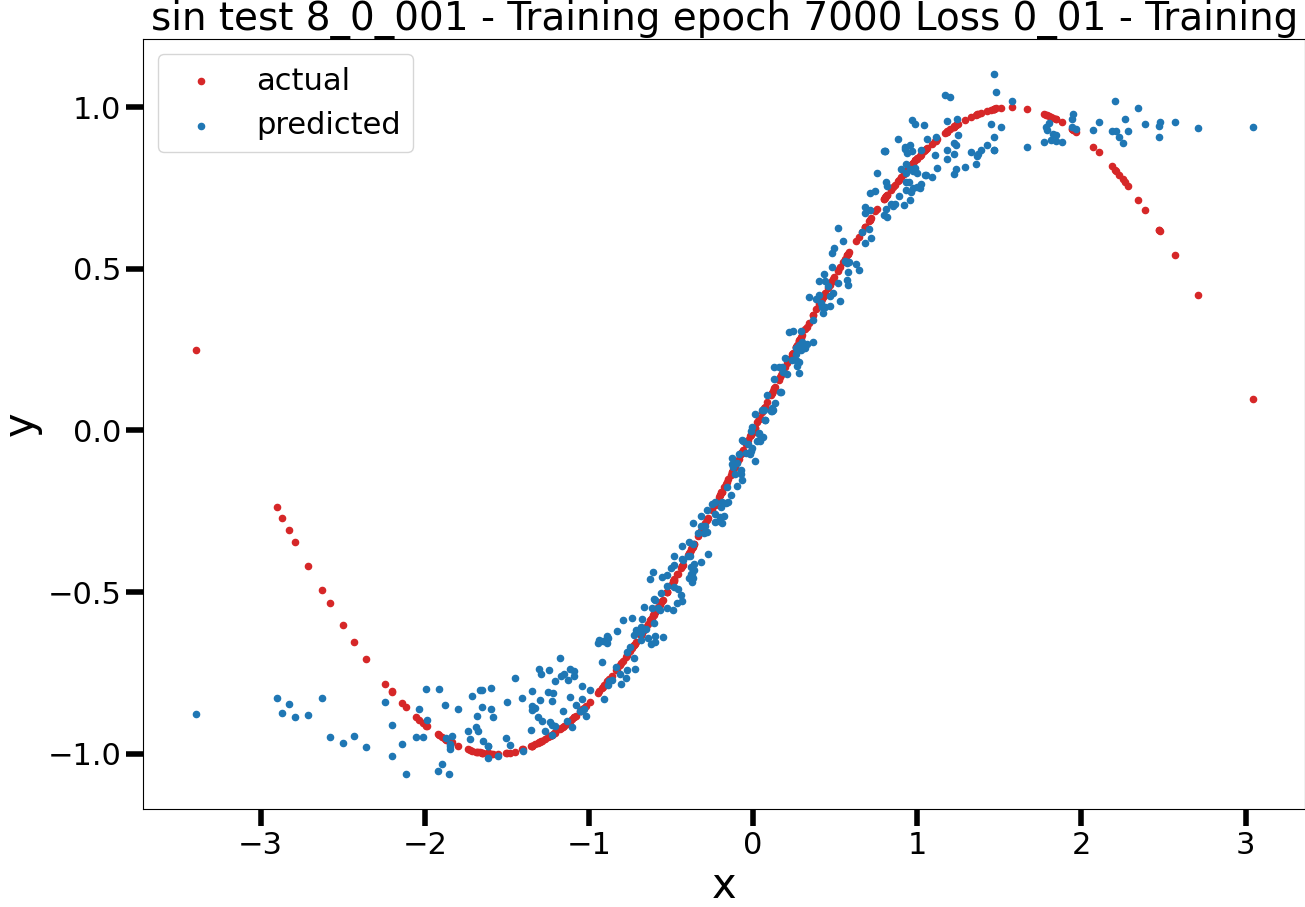 sin test 8_0_001 - Training epoch 7000 Loss 0_01 - Training
actual
predicted
1.0
0.5
0.0
−0.5
−1.0
y
−3 −2 −1 0 1 2 3
x